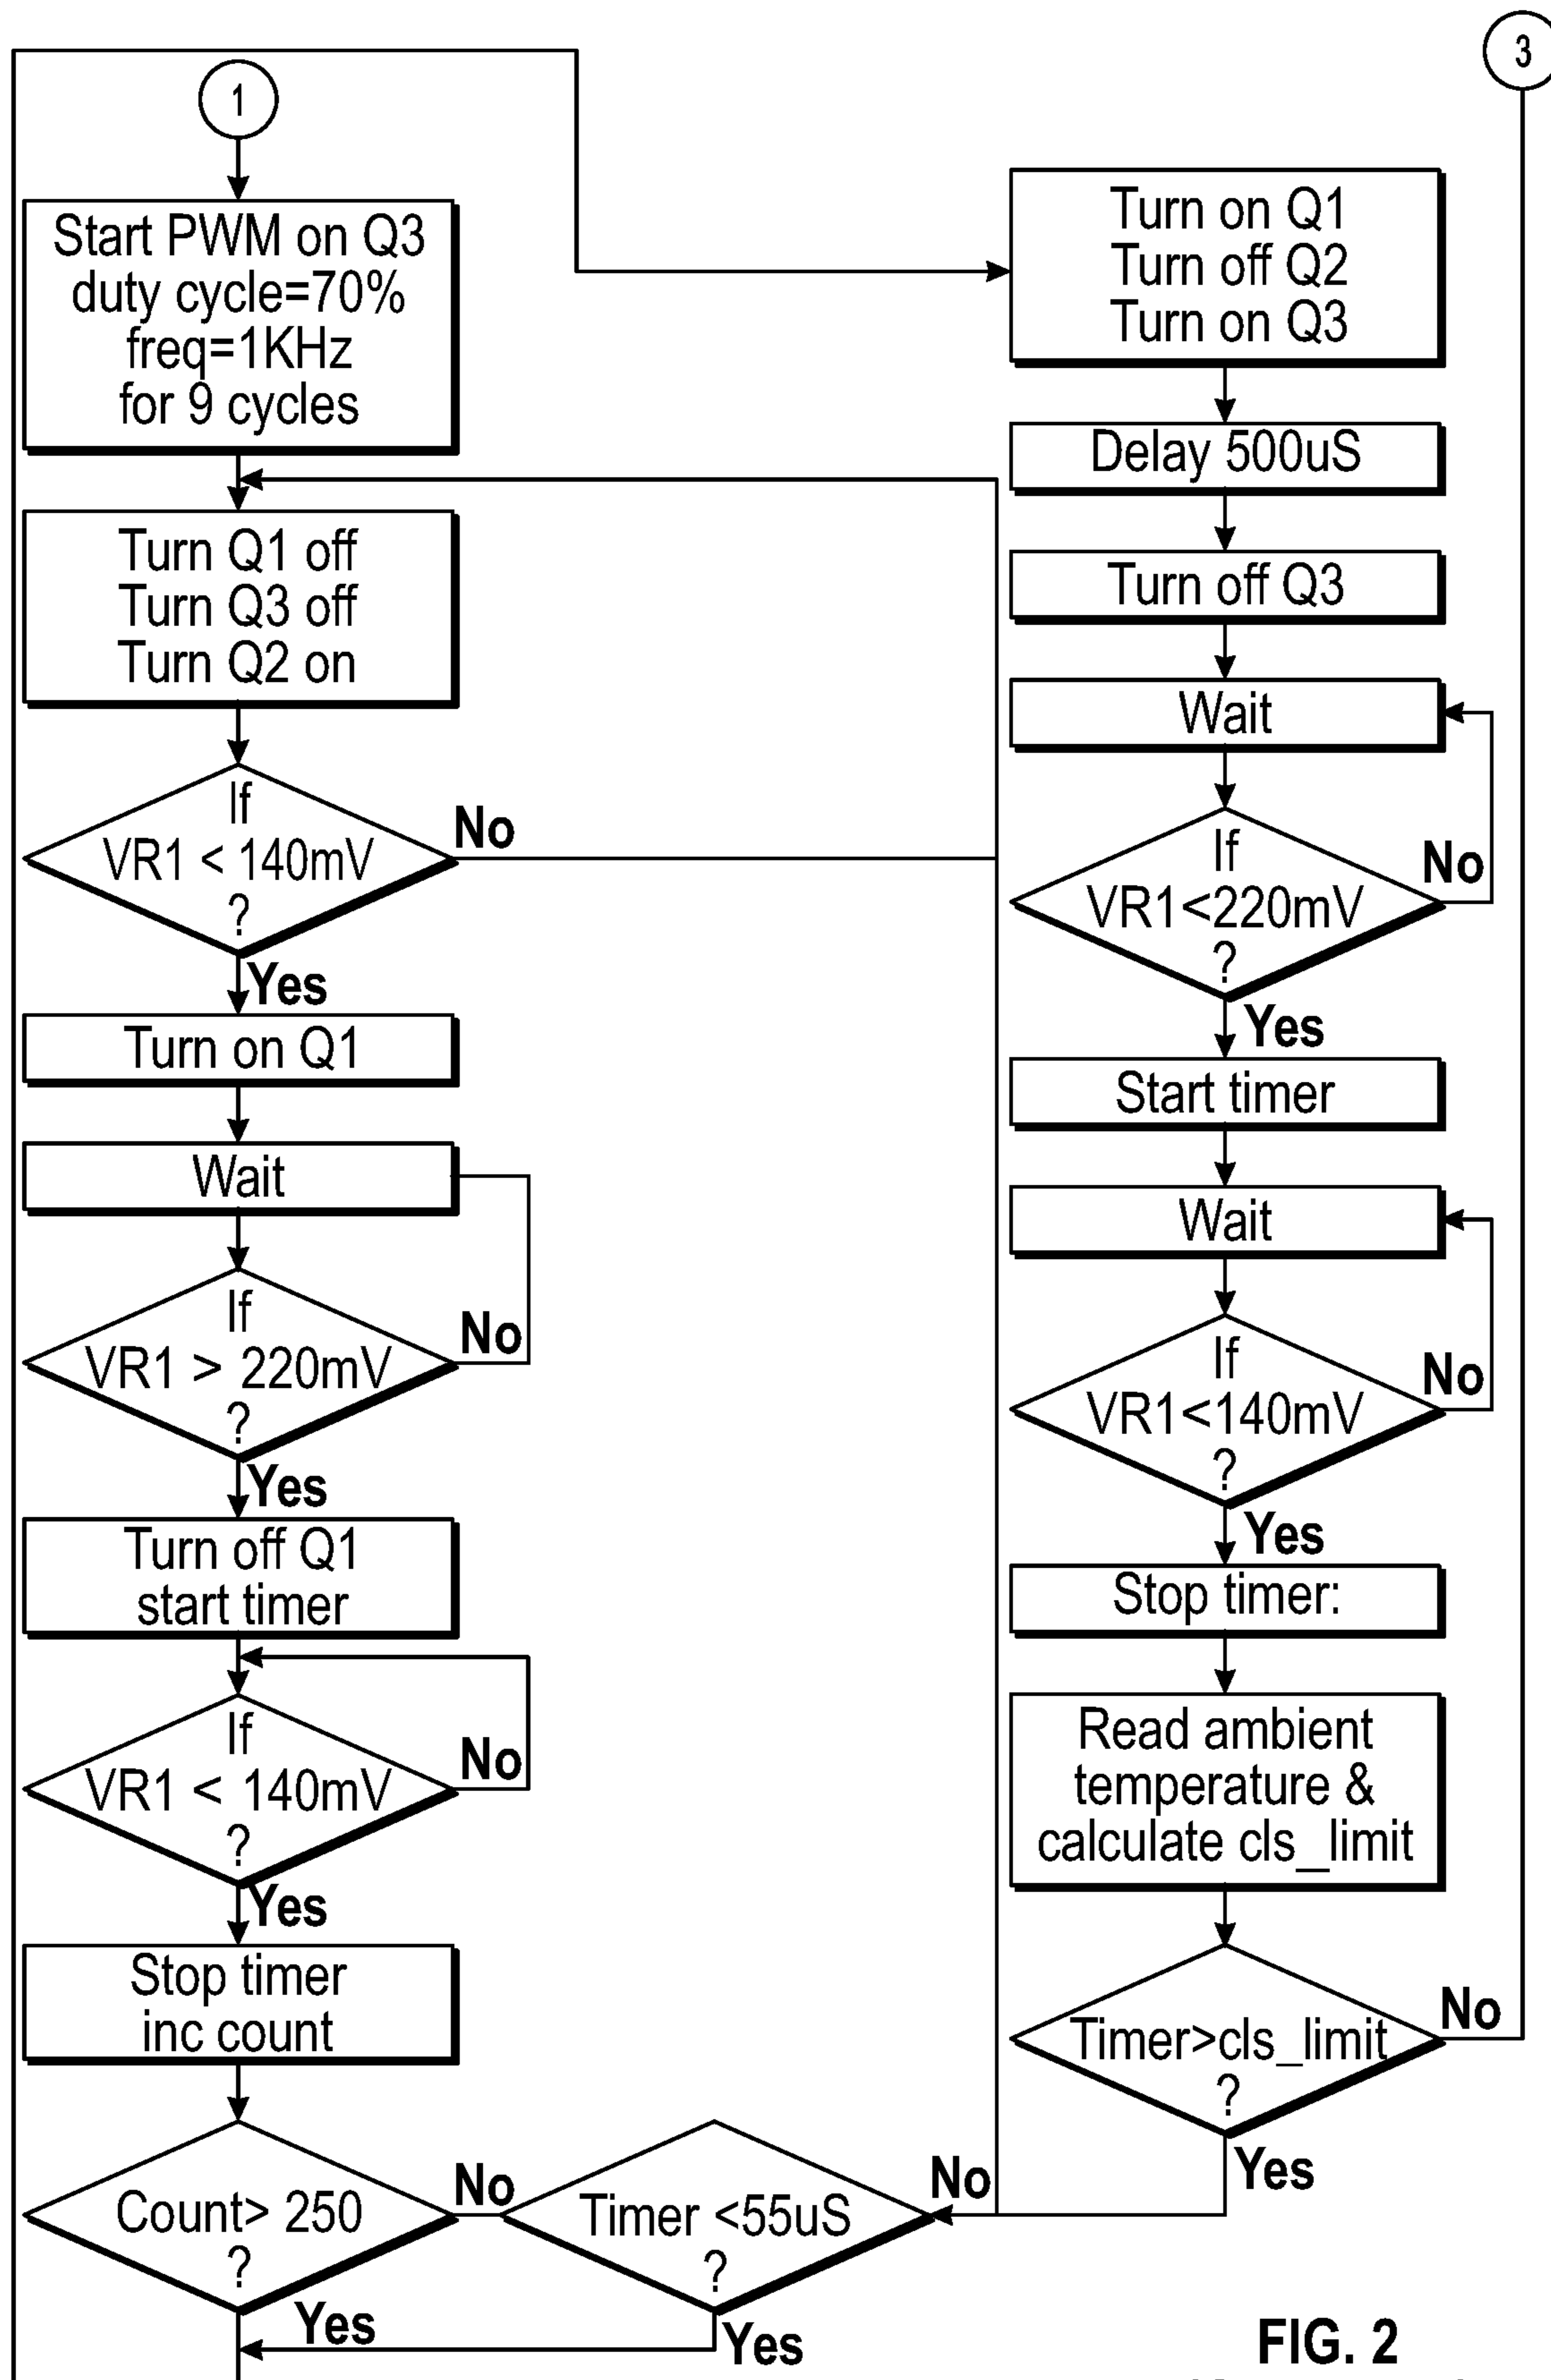 1
Start PWM on Q3
duty cycle=70%
freq=1KHz
for 9 cycles
Turn Q1 off
Turn Q3 off
Turn Q2 on
If
VR1 < 140mV
?
No
Yes
Turn on Q1
Wait
If
VR1 > 220mV
?
No
Yes
Turn off Q1
start timer
If
VR1 < 140mV
?
No
Yes
Stop timer
inc count
Count> 250
?
No
Yes
Timer <55uS
?
No
Yes
3
Turn on Q1
Turn off Q2
Turn on Q3
Delay 500uS
Turn off Q3
Wait
If
VR1<220mV
?
No
Yes
Start timer
Wait
If
VR1<140mV
?
No
Yes
Stop timer:
Read ambient
temperature &
calculate cls_limit
Timer>cls_limit
?
No
Yes
FIG. 2